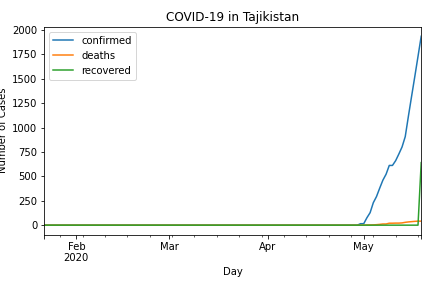 COVID-19 in Tajikistan
confirmed
deaths
recovered
2000
1750
1500
1250
1000
750
500
250
0
Number of Cases
Feb
2020
Mar
Apr
May
Day